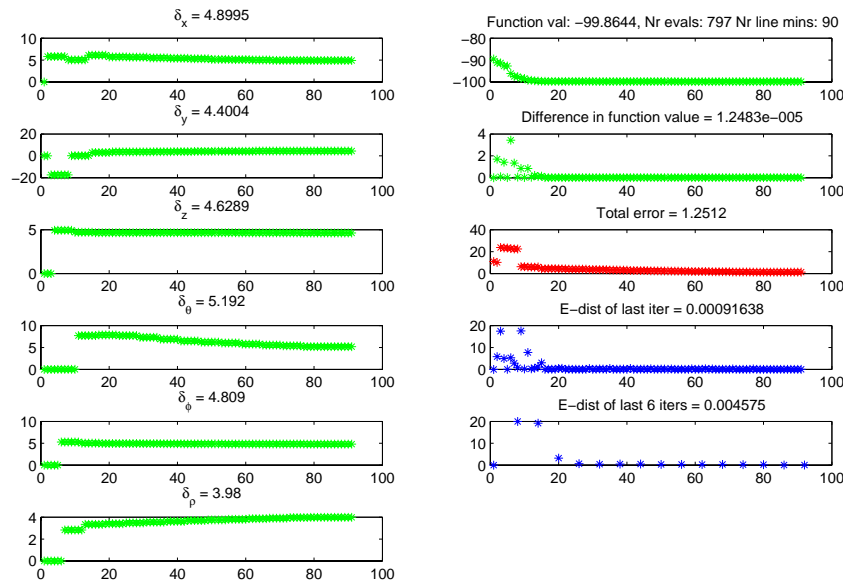 δx = 4.8995
10
5
0
0 20 40 60 80 100
δy = 4.4004
20
0
−20
0 20 40 60 80 100
δz = 4.6289
5
0
0 20 40 60 80 100
δθ = 5.192
10
5
0
0 20 40 60 80 100
δϕ = 4.809
10
5
0
0 20 40 60 80 100
δρ = 3.98
4
2
0
0 20 40 60 80 100
Function val: −99.8644, Nr evals: 797 Nr line mins: 90
−80
−90
−100
0 20 40 60 80 100
Difference in function value = 1.2483e−005
4
2
0
0 20 40 60 80 100
Total error = 1.2512
40
20
0
0 20 40 60 80 100
E−dist of last iter = 0.00091638
20
10
0
0 20 40 60 80 100
E−dist of last 6 iters = 0.004575
20
10
0
0 20 40 60 80 100